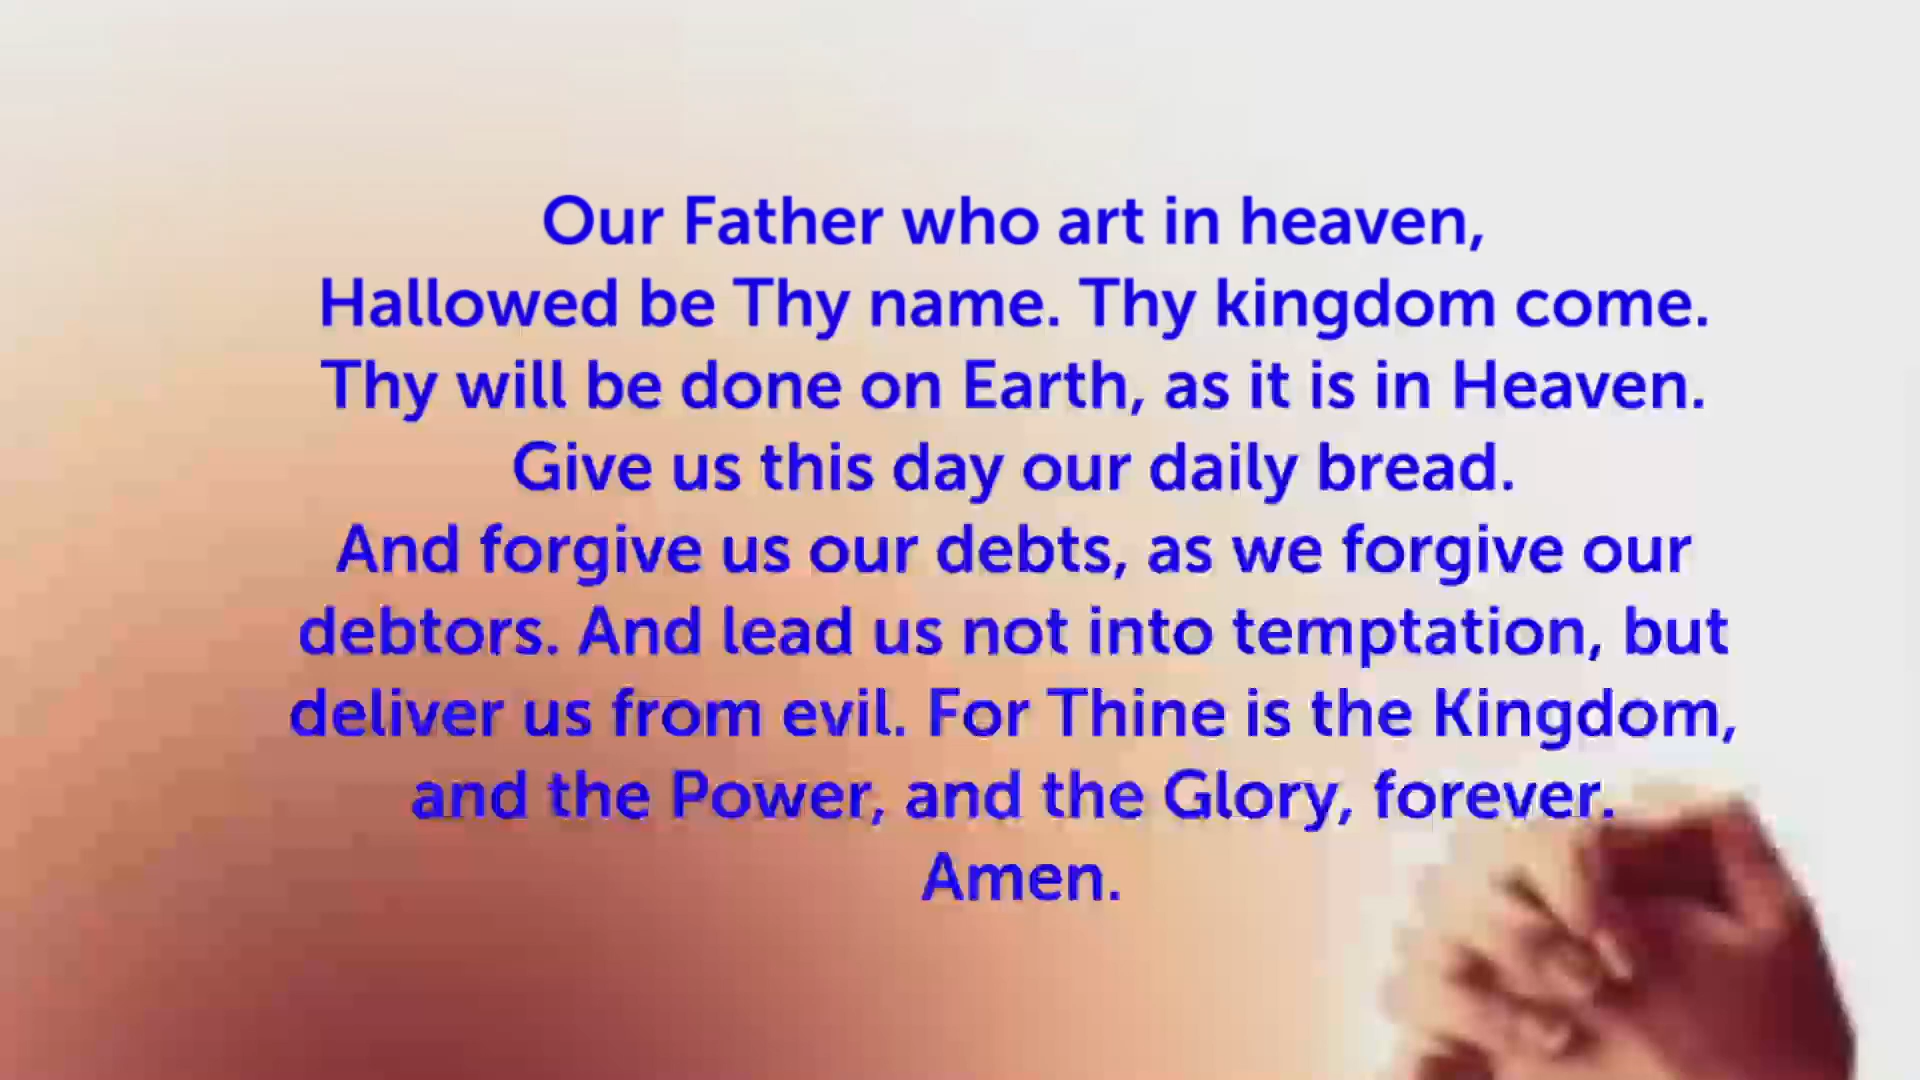 Our Father who art in heaven,
Hallowed be Thy name. Thy kingdom come.
Thy will be done on Earth, as it is in Heaven.
Give us this day our daily bread.
And forgive us our debts, as we forgive our
debtors. And lead us not into temptation, but
deliver us from evil. For Thine is the Kingdom,
and the Power, and the Glory, forever.
Amen.